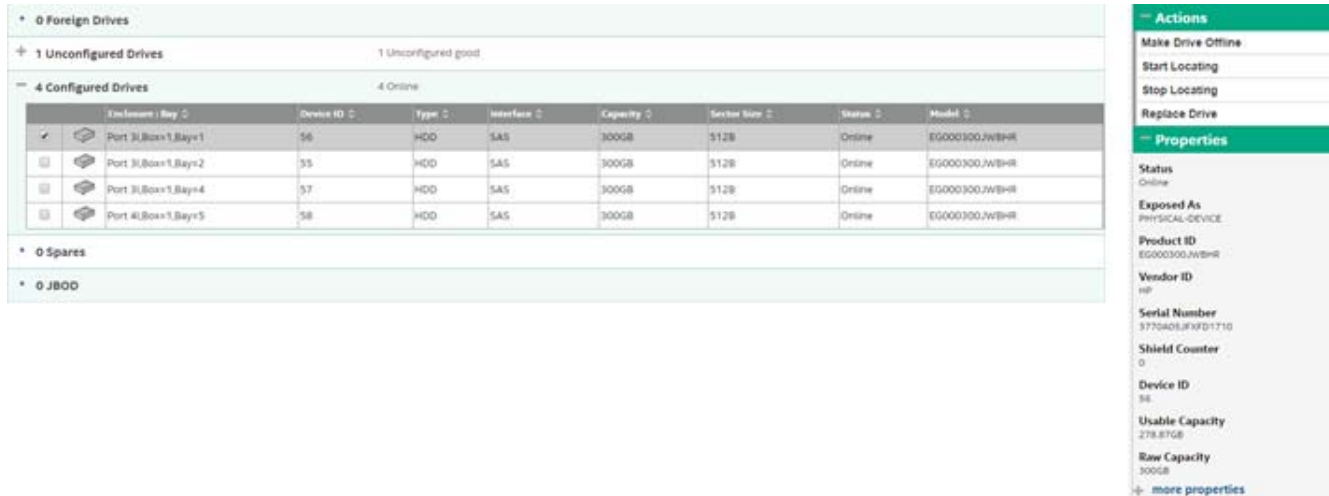 0 Foreign Drives
1 Unconfigured Drives 1 Unconfigured good
4 Configured Drives 4 Online
Enclosure : Bay Device ID Type Interface Capacity Sector Size Status Model
Port 3I,Box=1,Bay=1 56 HDD SAS 300GB 512B Online EG000300JWBHR
Port 3I,Box=1,Bay=2 55 HDD SAS 300GB 512B Online EG000300JWBHR
Port 3I,Box=1,Bay=4 57 HDD SAS 300GB 512B Online EG000300JWBHR
Port 4I,Box=1,Bay=5 58 HDD SAS 300GB 512B Online EG000300JWBHR
0 Spares
0 JBOD
Actions
Make Drive Offline
Start Locating
Stop Locating
Replace Drive
Properties
Status
Online
Exposed As
PHYSICAL-DEVICE
Product ID
EG000300JWBHR
Vendor ID
HP
Serial Number
Shield Counter
0
Device ID
56
Usable Capacity
278.87GB
Raw Capacity
300GB
more properties